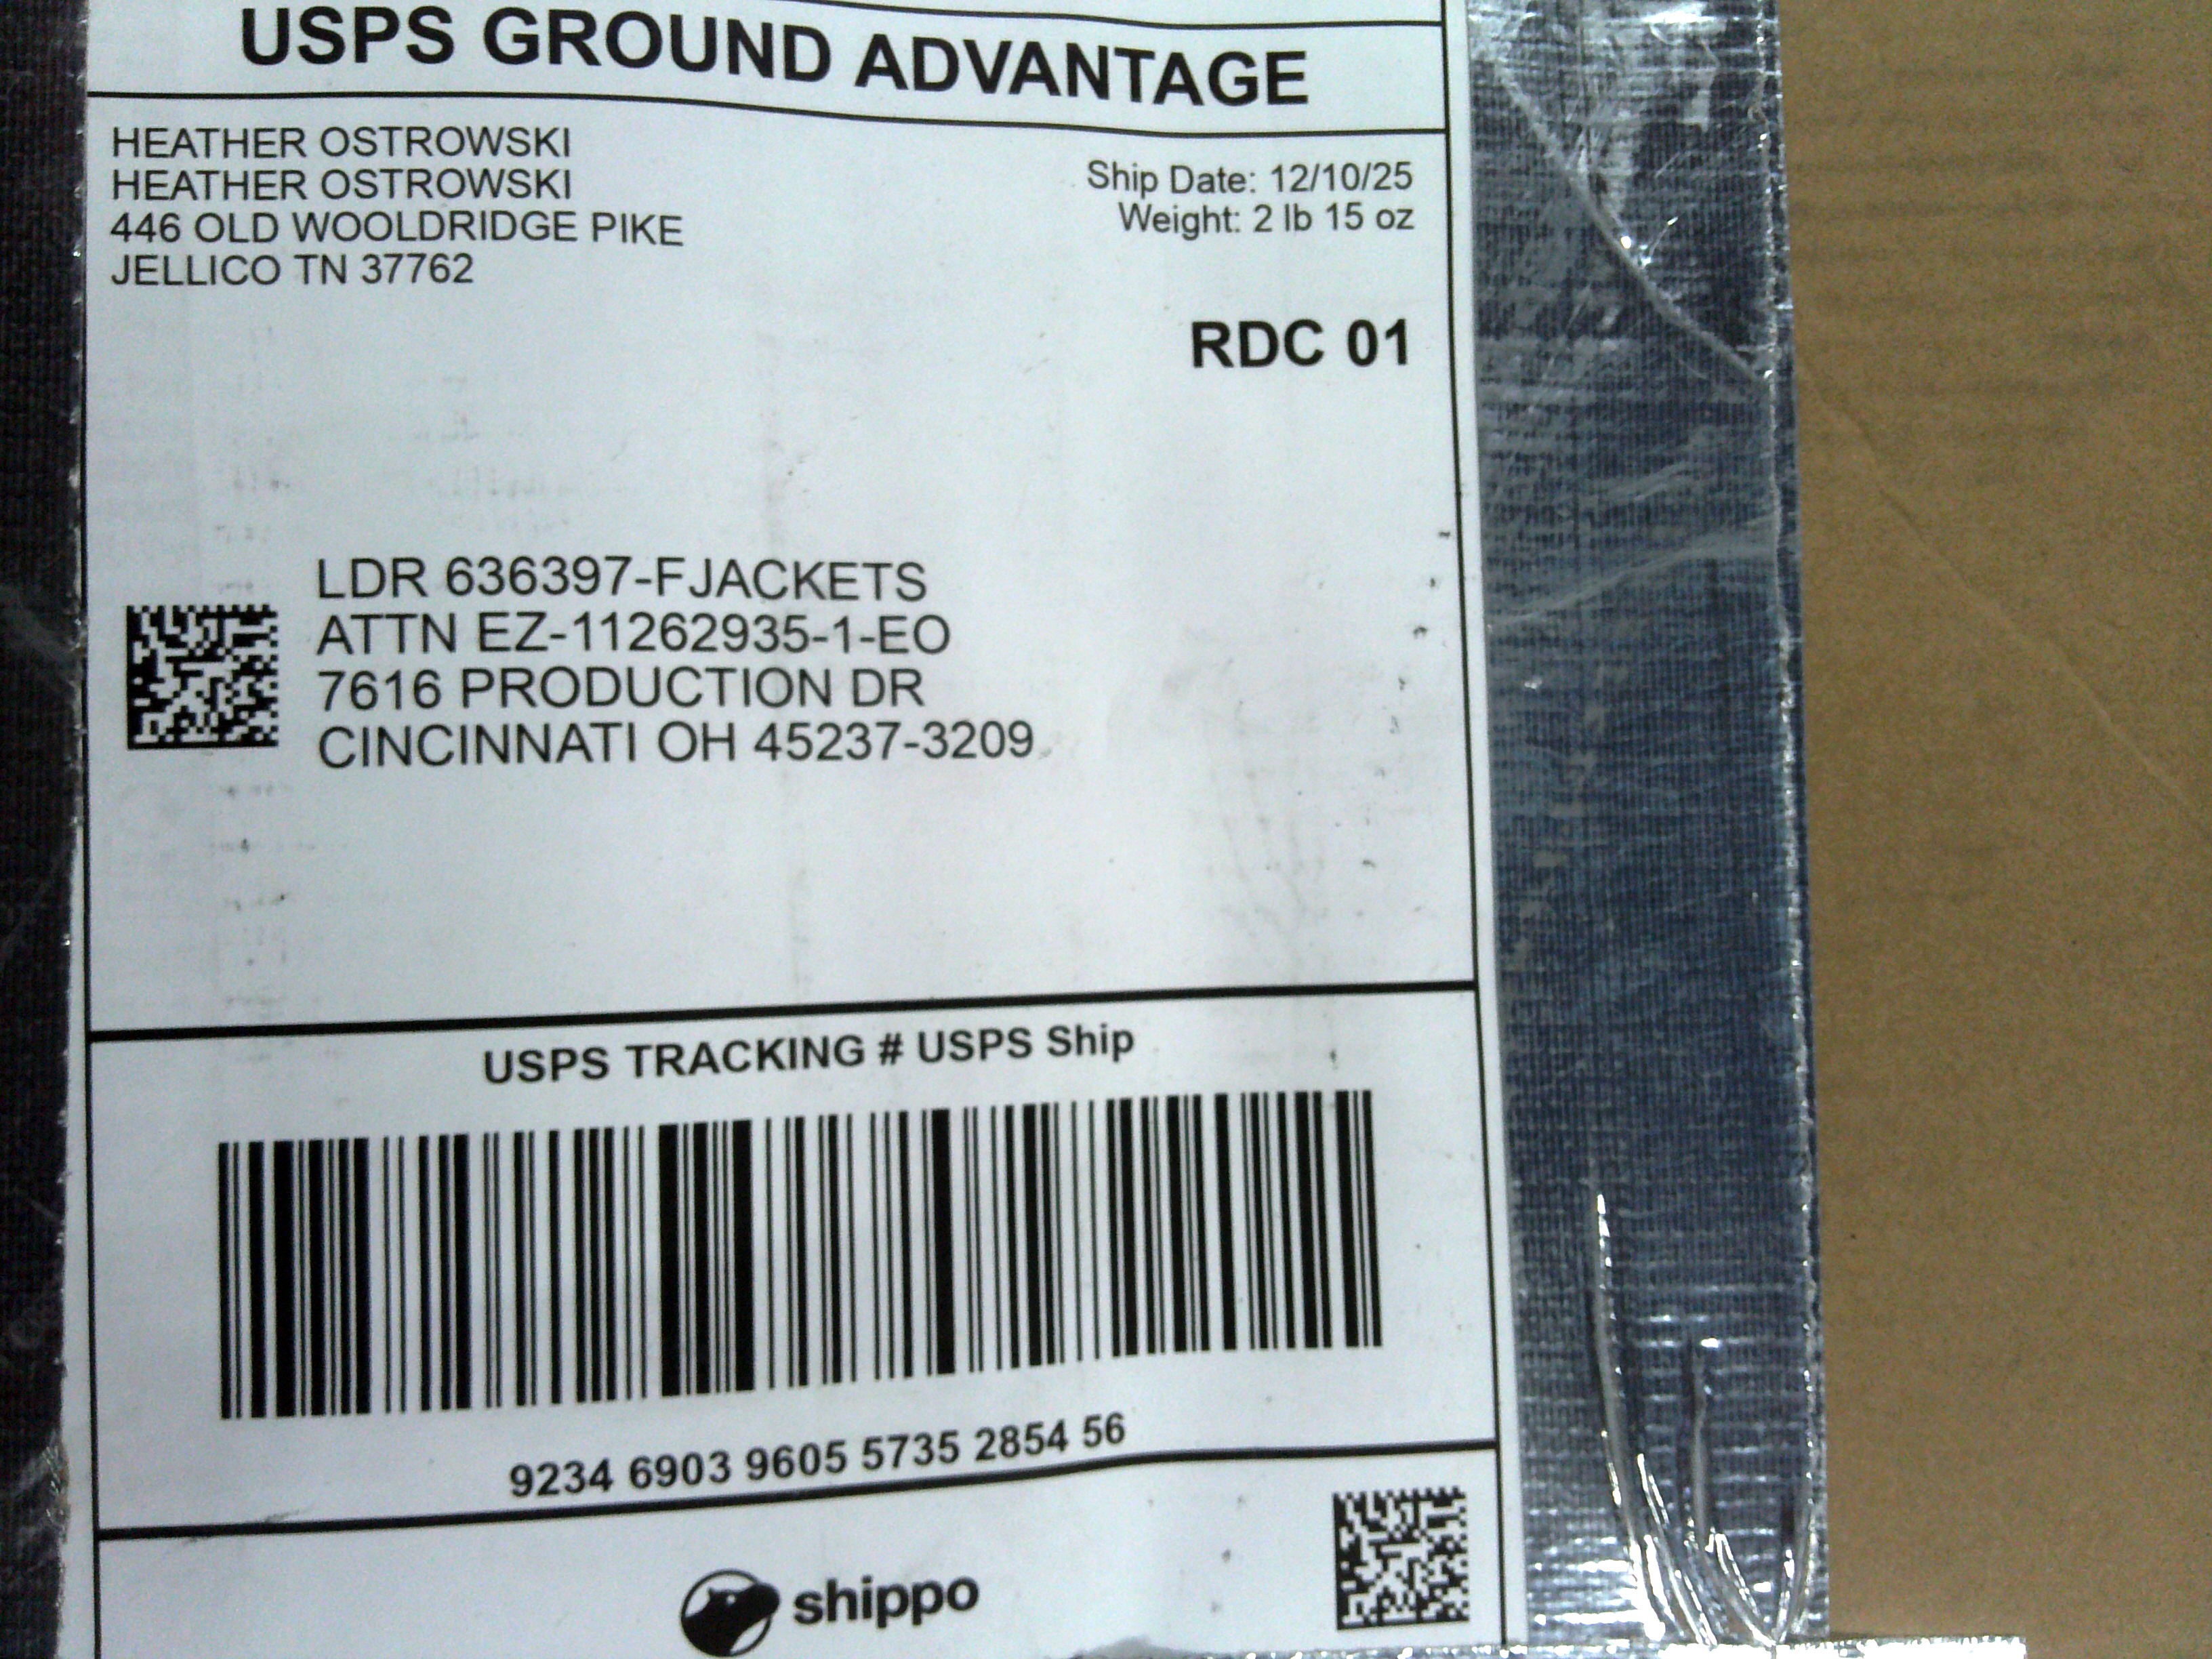 USPS GROUND ADVANTAGE
HEATHER OSTROWSKI
HEATHER OSTROWSKI
446 OLD WOOLDRIDGE PIKE
JELLICO TN 37762
Ship Date: 12/10/25
Weight: 2 lb 15 oz
RDC 01
LDR 636397-FJACKETS
ATTN EZ-11262935-1-EO
7616 PRODUCTION DR
CINCINNATI OH 45237-3209
USPS TRACKING # USPS Ship
9234 6903 9605 5735 2854 56
shippo